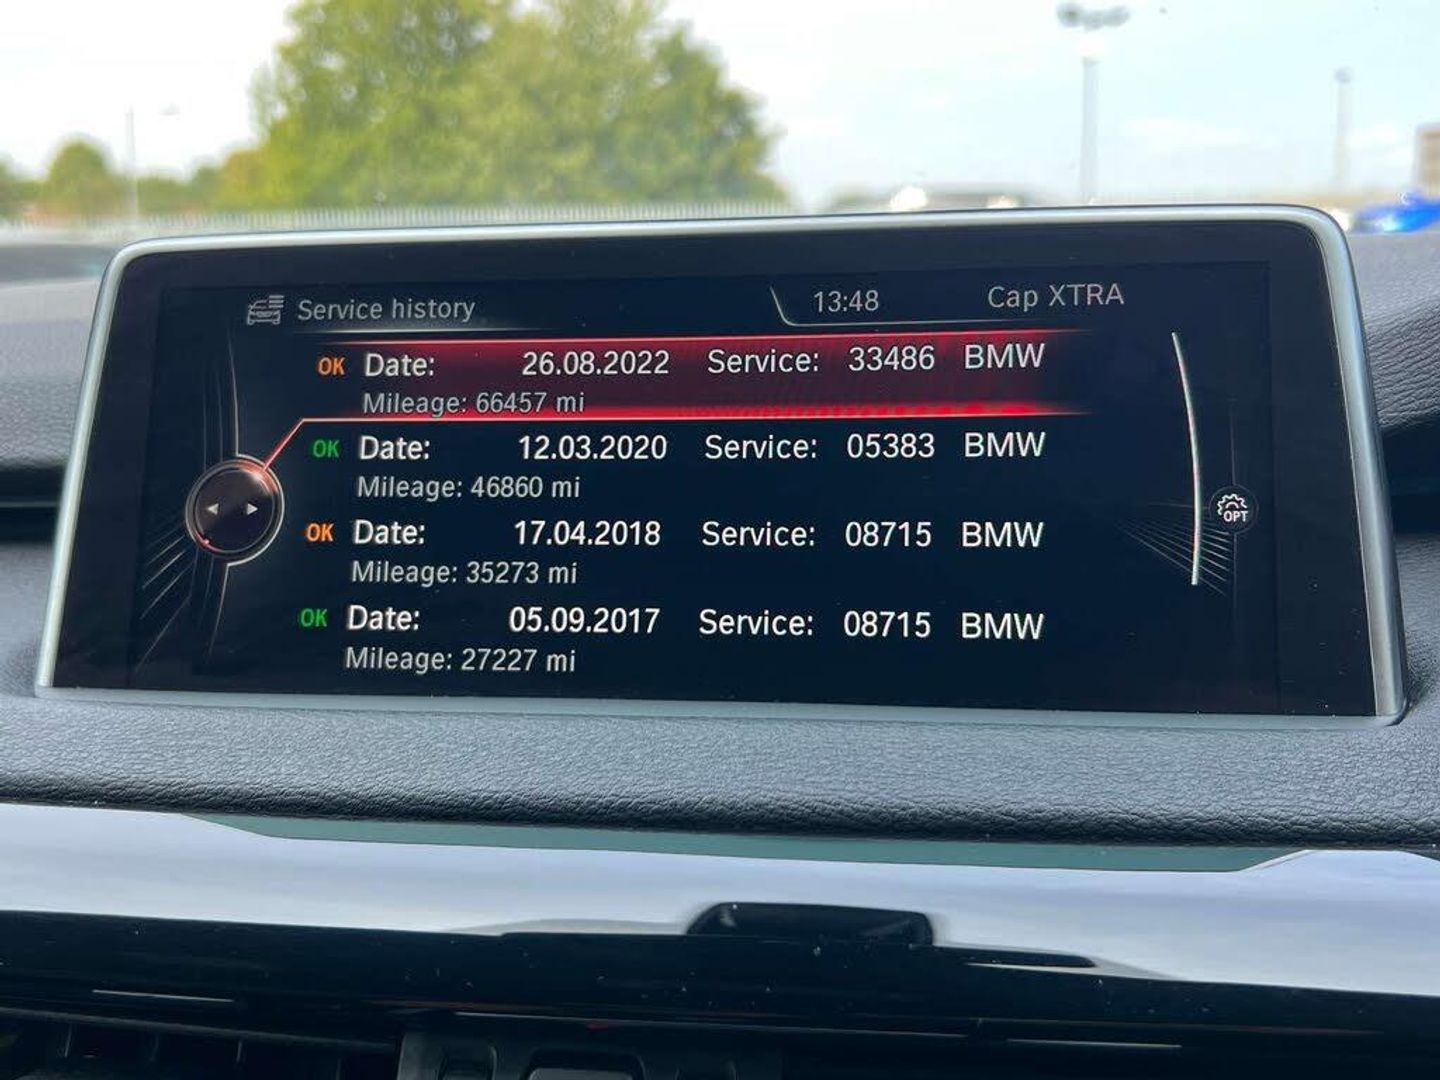 Service history 13:48 Cap XTRA
OK Date: 26.08.2022 Service: 33486 BMW
Mileage: 66457 mi
OK Date: 12.03.2020 Service: 05383 BMW
Mileage: 46860 mi
OK Date: 17.04.2018 Service: 08715 BMW
OPT
Mileage: 35273 mi
OK Date: 05.09.2017 Service: 08715 BMW
Mileage: 27227 mi